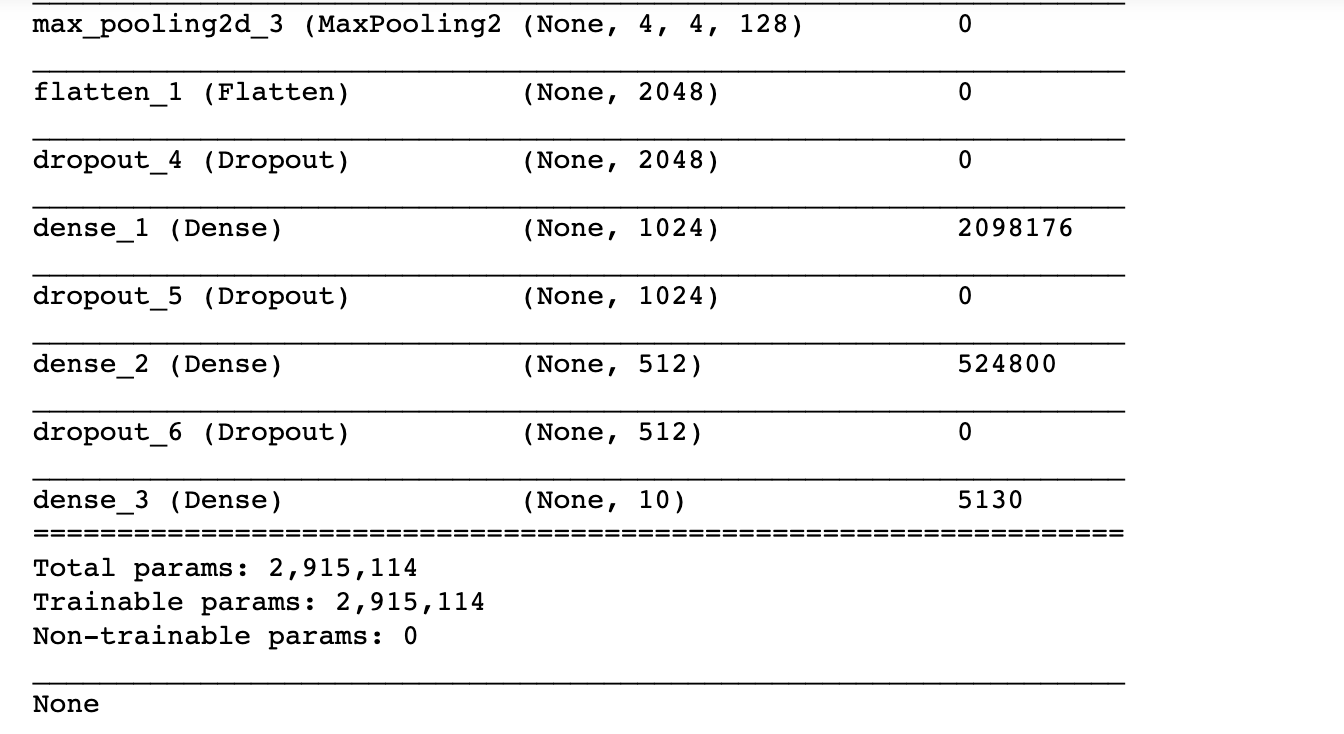 max_pooling2d_3 (MaxPooling2 (None, 4, 4, 128) 0
flatten_1 (Flatten) (None, 2048) 0
dropout_4 (Dropout) (None, 2048) 0
dense_1 (Dense) (None, 1024) 2098176
dropout_5 (Dropout) (None, 1024) 0
dense_2 (Dense) (None, 512) 524800
dropout_6 (Dropout) (None, 512) 0
dense_3 (Dense) (None, 10) 5130
=================================================================
Total params: 2,915,114
Trainable params: 2,915,114
Non-trainable params: 0
None